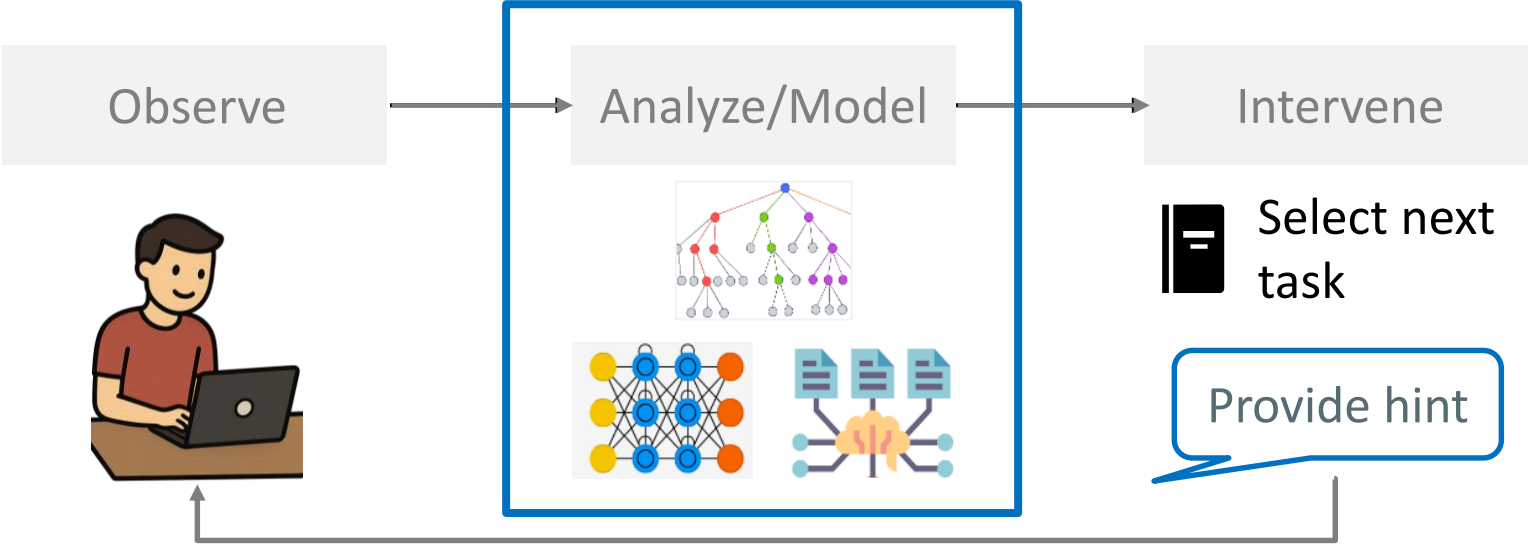 Observe
Analyze/Model
Intervene
Select next
task
Provide hint